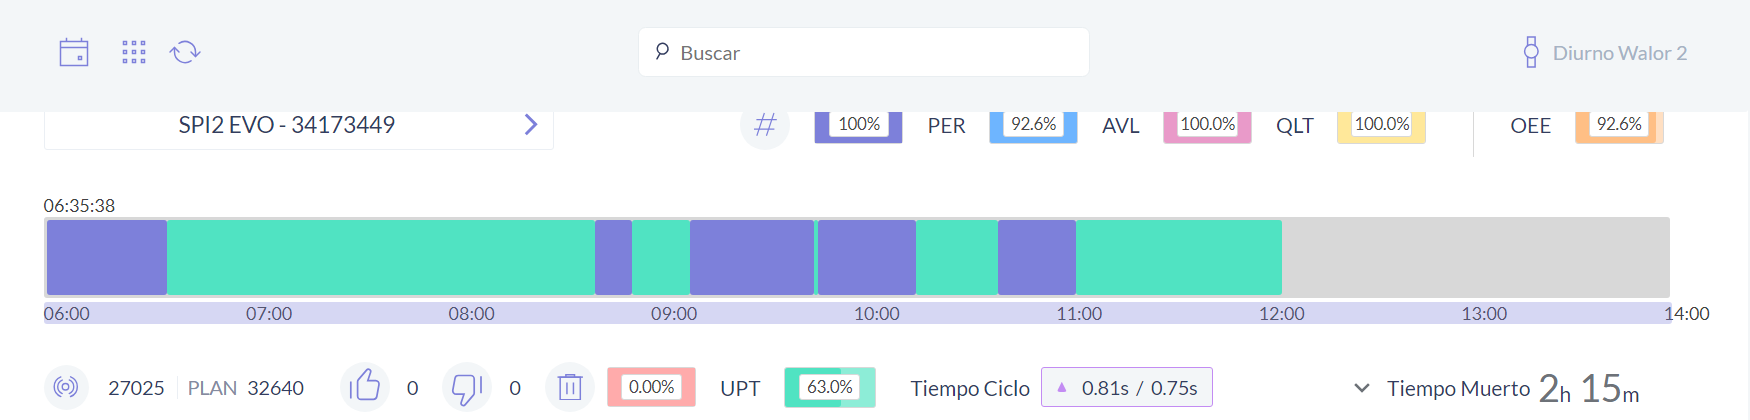 Buscar
Diurno Walor 2
SPI2 EVO - 34173449
# 100% PER 92.6% AVL 100.0% QLT 100.0% OEE 92.6%
06:35:38
06:00 07:00 08:00 09:00 10:00 11:00 12:00 13:00 14:00
27025 PLAN 32640 0 0 0.00% UPT 63.0% Tiempo Ciclo ▲ 0.81s / 0.75s Tiempo Muerto 2h 15m